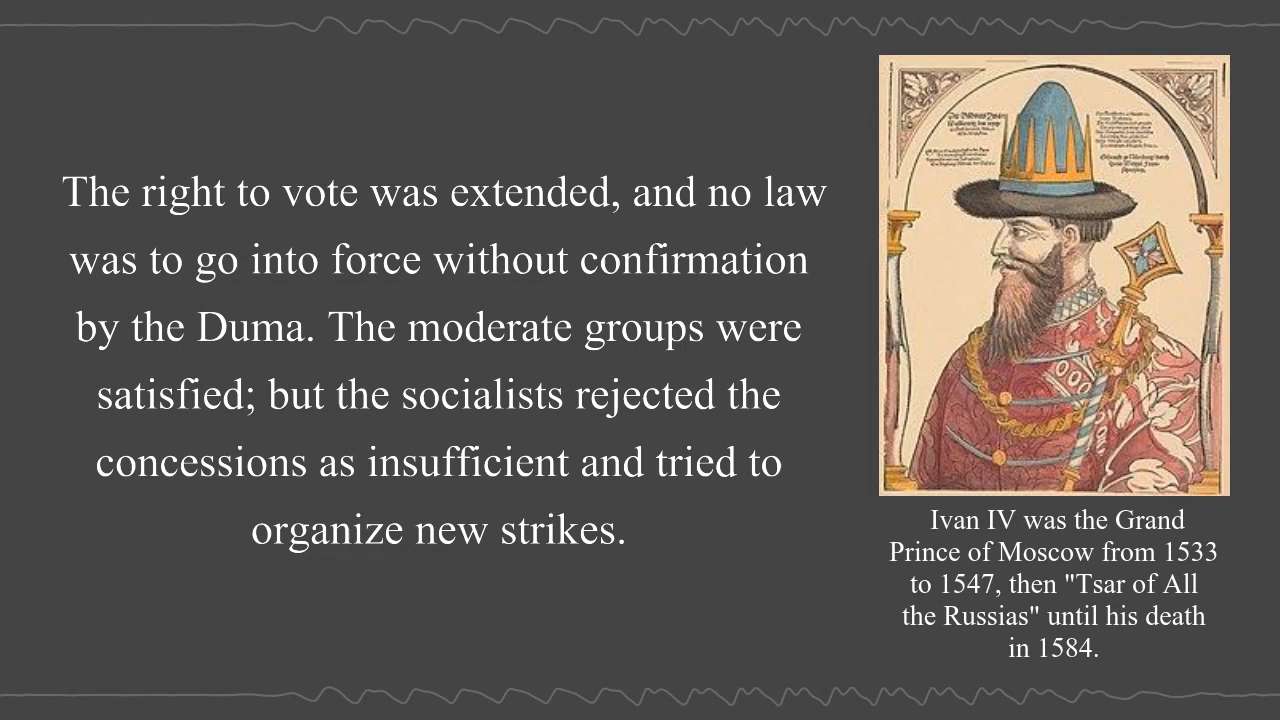 The right to vote was extended, and no law
was to go into force without confirmation
by the Duma. The moderate groups were
satisfied; but the socialists rejected the
concessions as insufficient and tried to
organize new strikes.
Ivan IV was the Grand
Prince of Moscow from 1533
to 1547, then "Tsar of All
the Russias" until his death
in 1584.